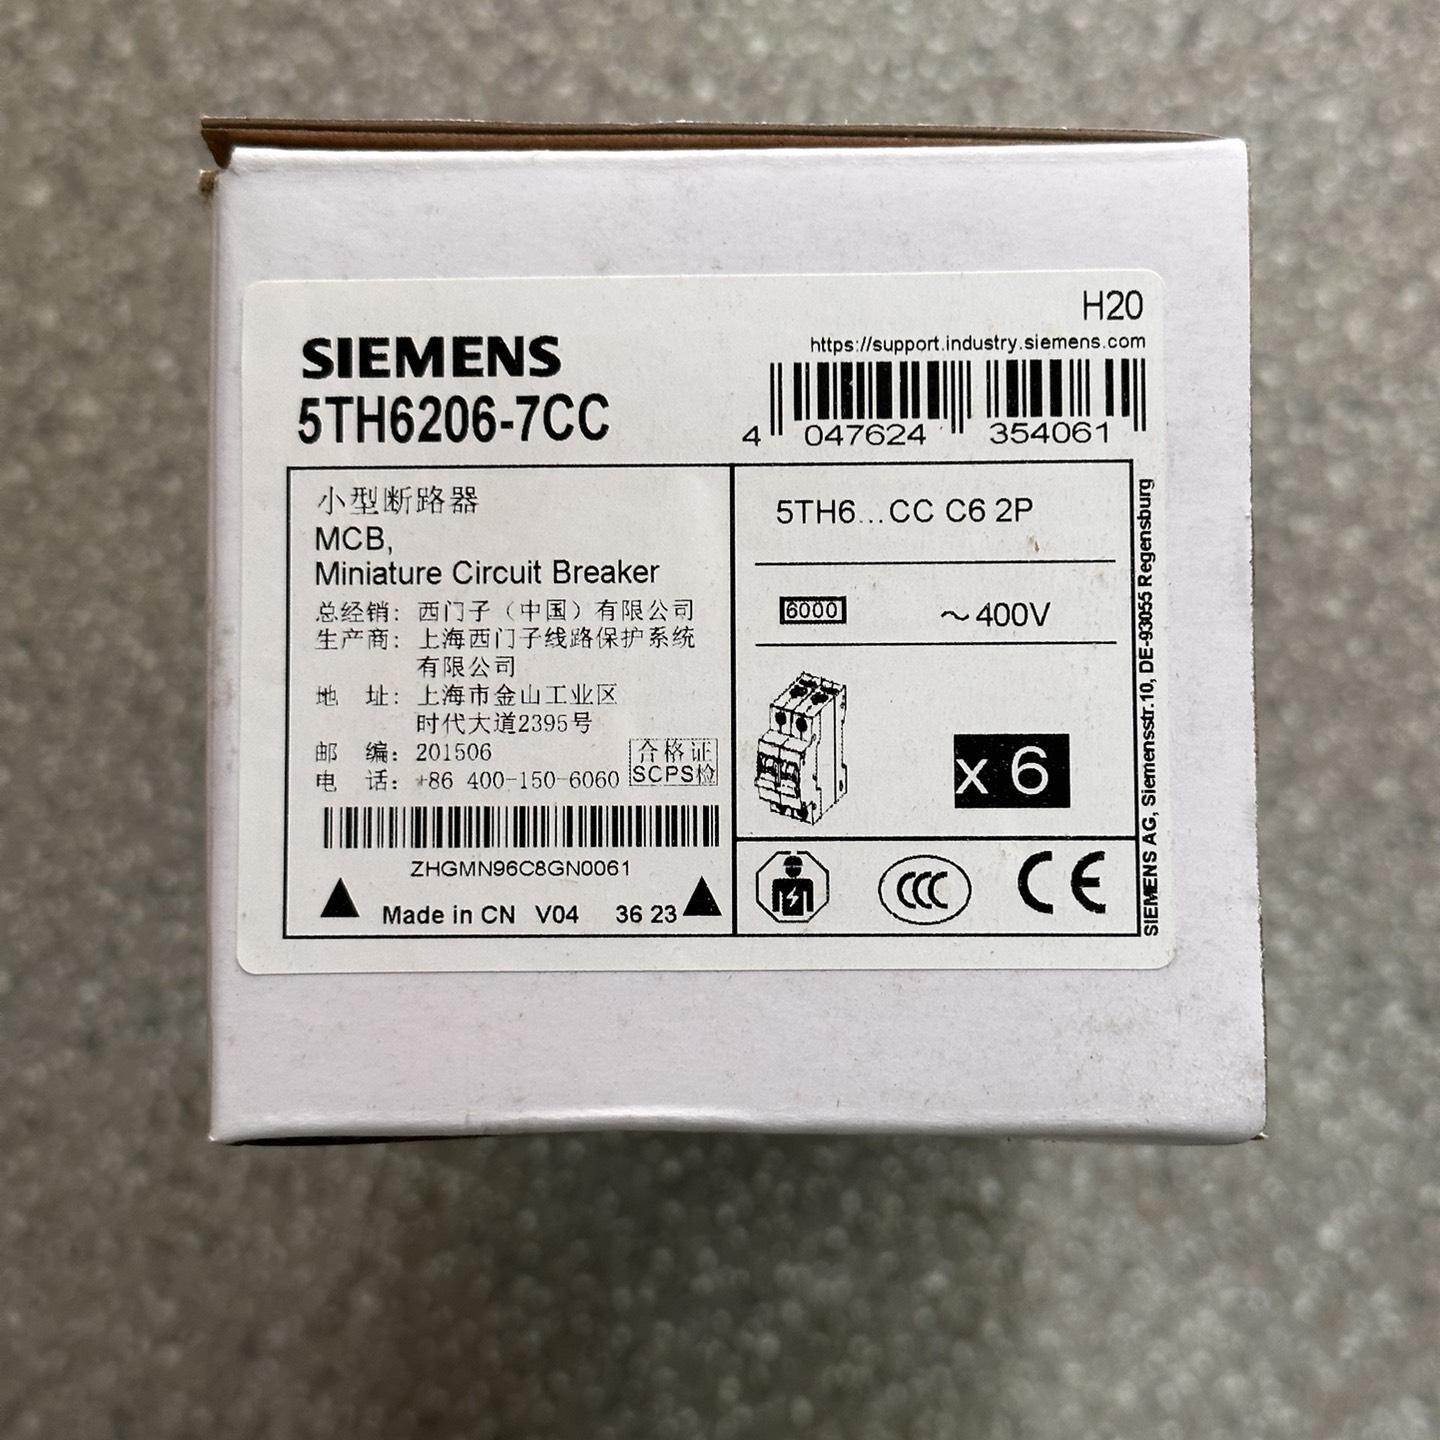 H20
SIEMENS
https://support.industry.siemens.com
5TH6206-7CC
4 047624 354061
小型断路器
MCB,
Miniature Circuit Breaker
总经销: 西门子（中国）有限公司
生产商: 上海西门子线路保护系统
有限公司
地 址: 上海市金山工业区
时代大道2395号
邮 编: 201506
电 话: +86 400-150-6060
合格证
SCPS检
ZHGMN96C8GN0061
Made in CN V04 36 23
5TH6...CC C6 2P
6000 ~400V
x 6
CCC CE
SIEMENS AG, Siemensstr.10, DE-93055 Regensburg